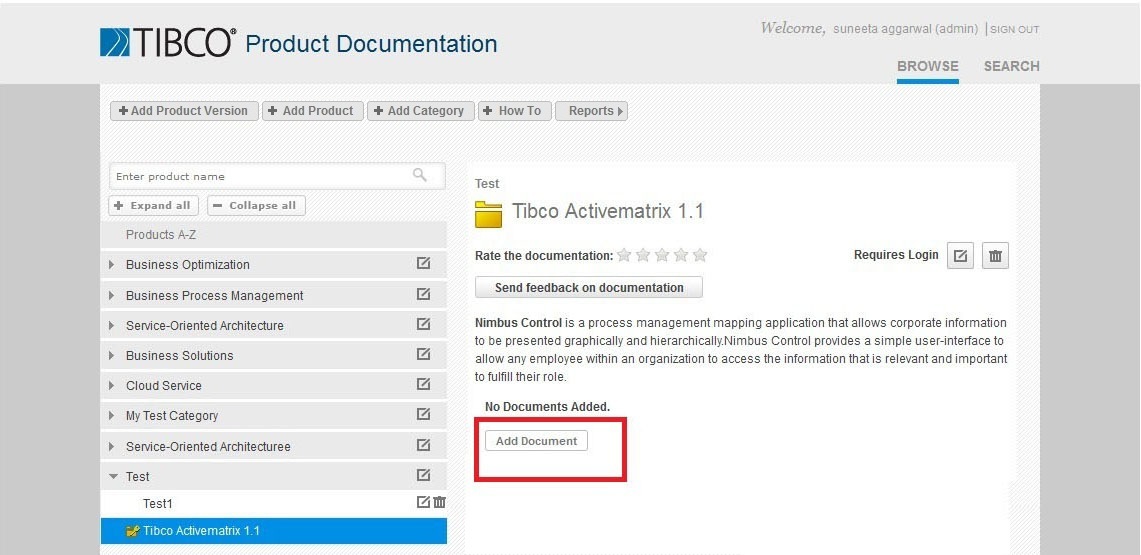 TIBCO® Product Documentation
Welcome, suneeta aggarwal (admin) | SIGN OUT
BROWSE SEARCH
+ Add Product Version + Add Product + Add Category + How To Reports
Enter product name
+ Expand all − Collapse all
Products A-Z
Business Optimization
Business Process Management
Service-Oriented Architecture
Business Solutions
Cloud Service
My Test Category
Service-Oriented Architecturee
Test
Test1
Tibco Activematrix 1.1
Test
Tibco Activematrix 1.1
Rate the documentation:
Requires Login
Send feedback on documentation
Nimbus Control is a process management mapping application that allows corporate information
to be presented graphically and hierarchically.Nimbus Control provides a simple user-interface to
allow any employee within an organization to access the information that is relevant and important
to fulfill their role.
No Documents Added.
Add Document